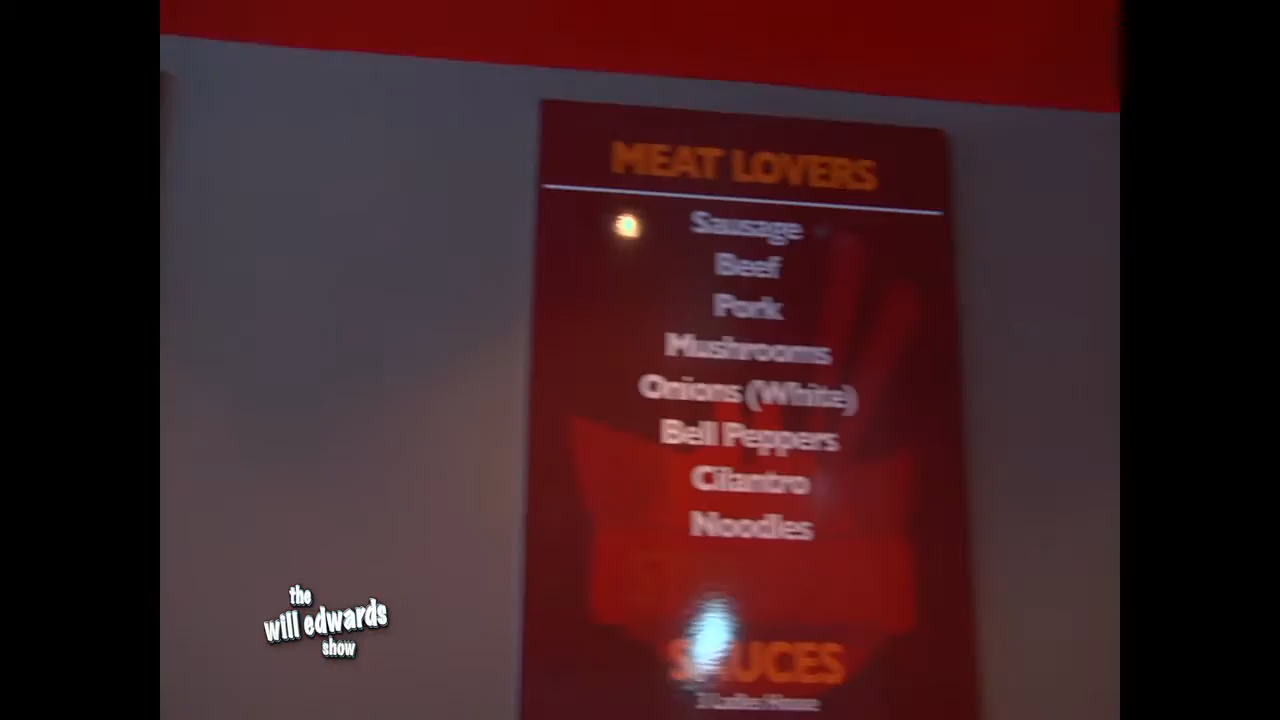 MEAT LOVERS
Sausage
Beef
Pork
Mushrooms
Onions (White)
Bell Peppers
Cilantro
Noodles
SAUCES
the
will edwards
show